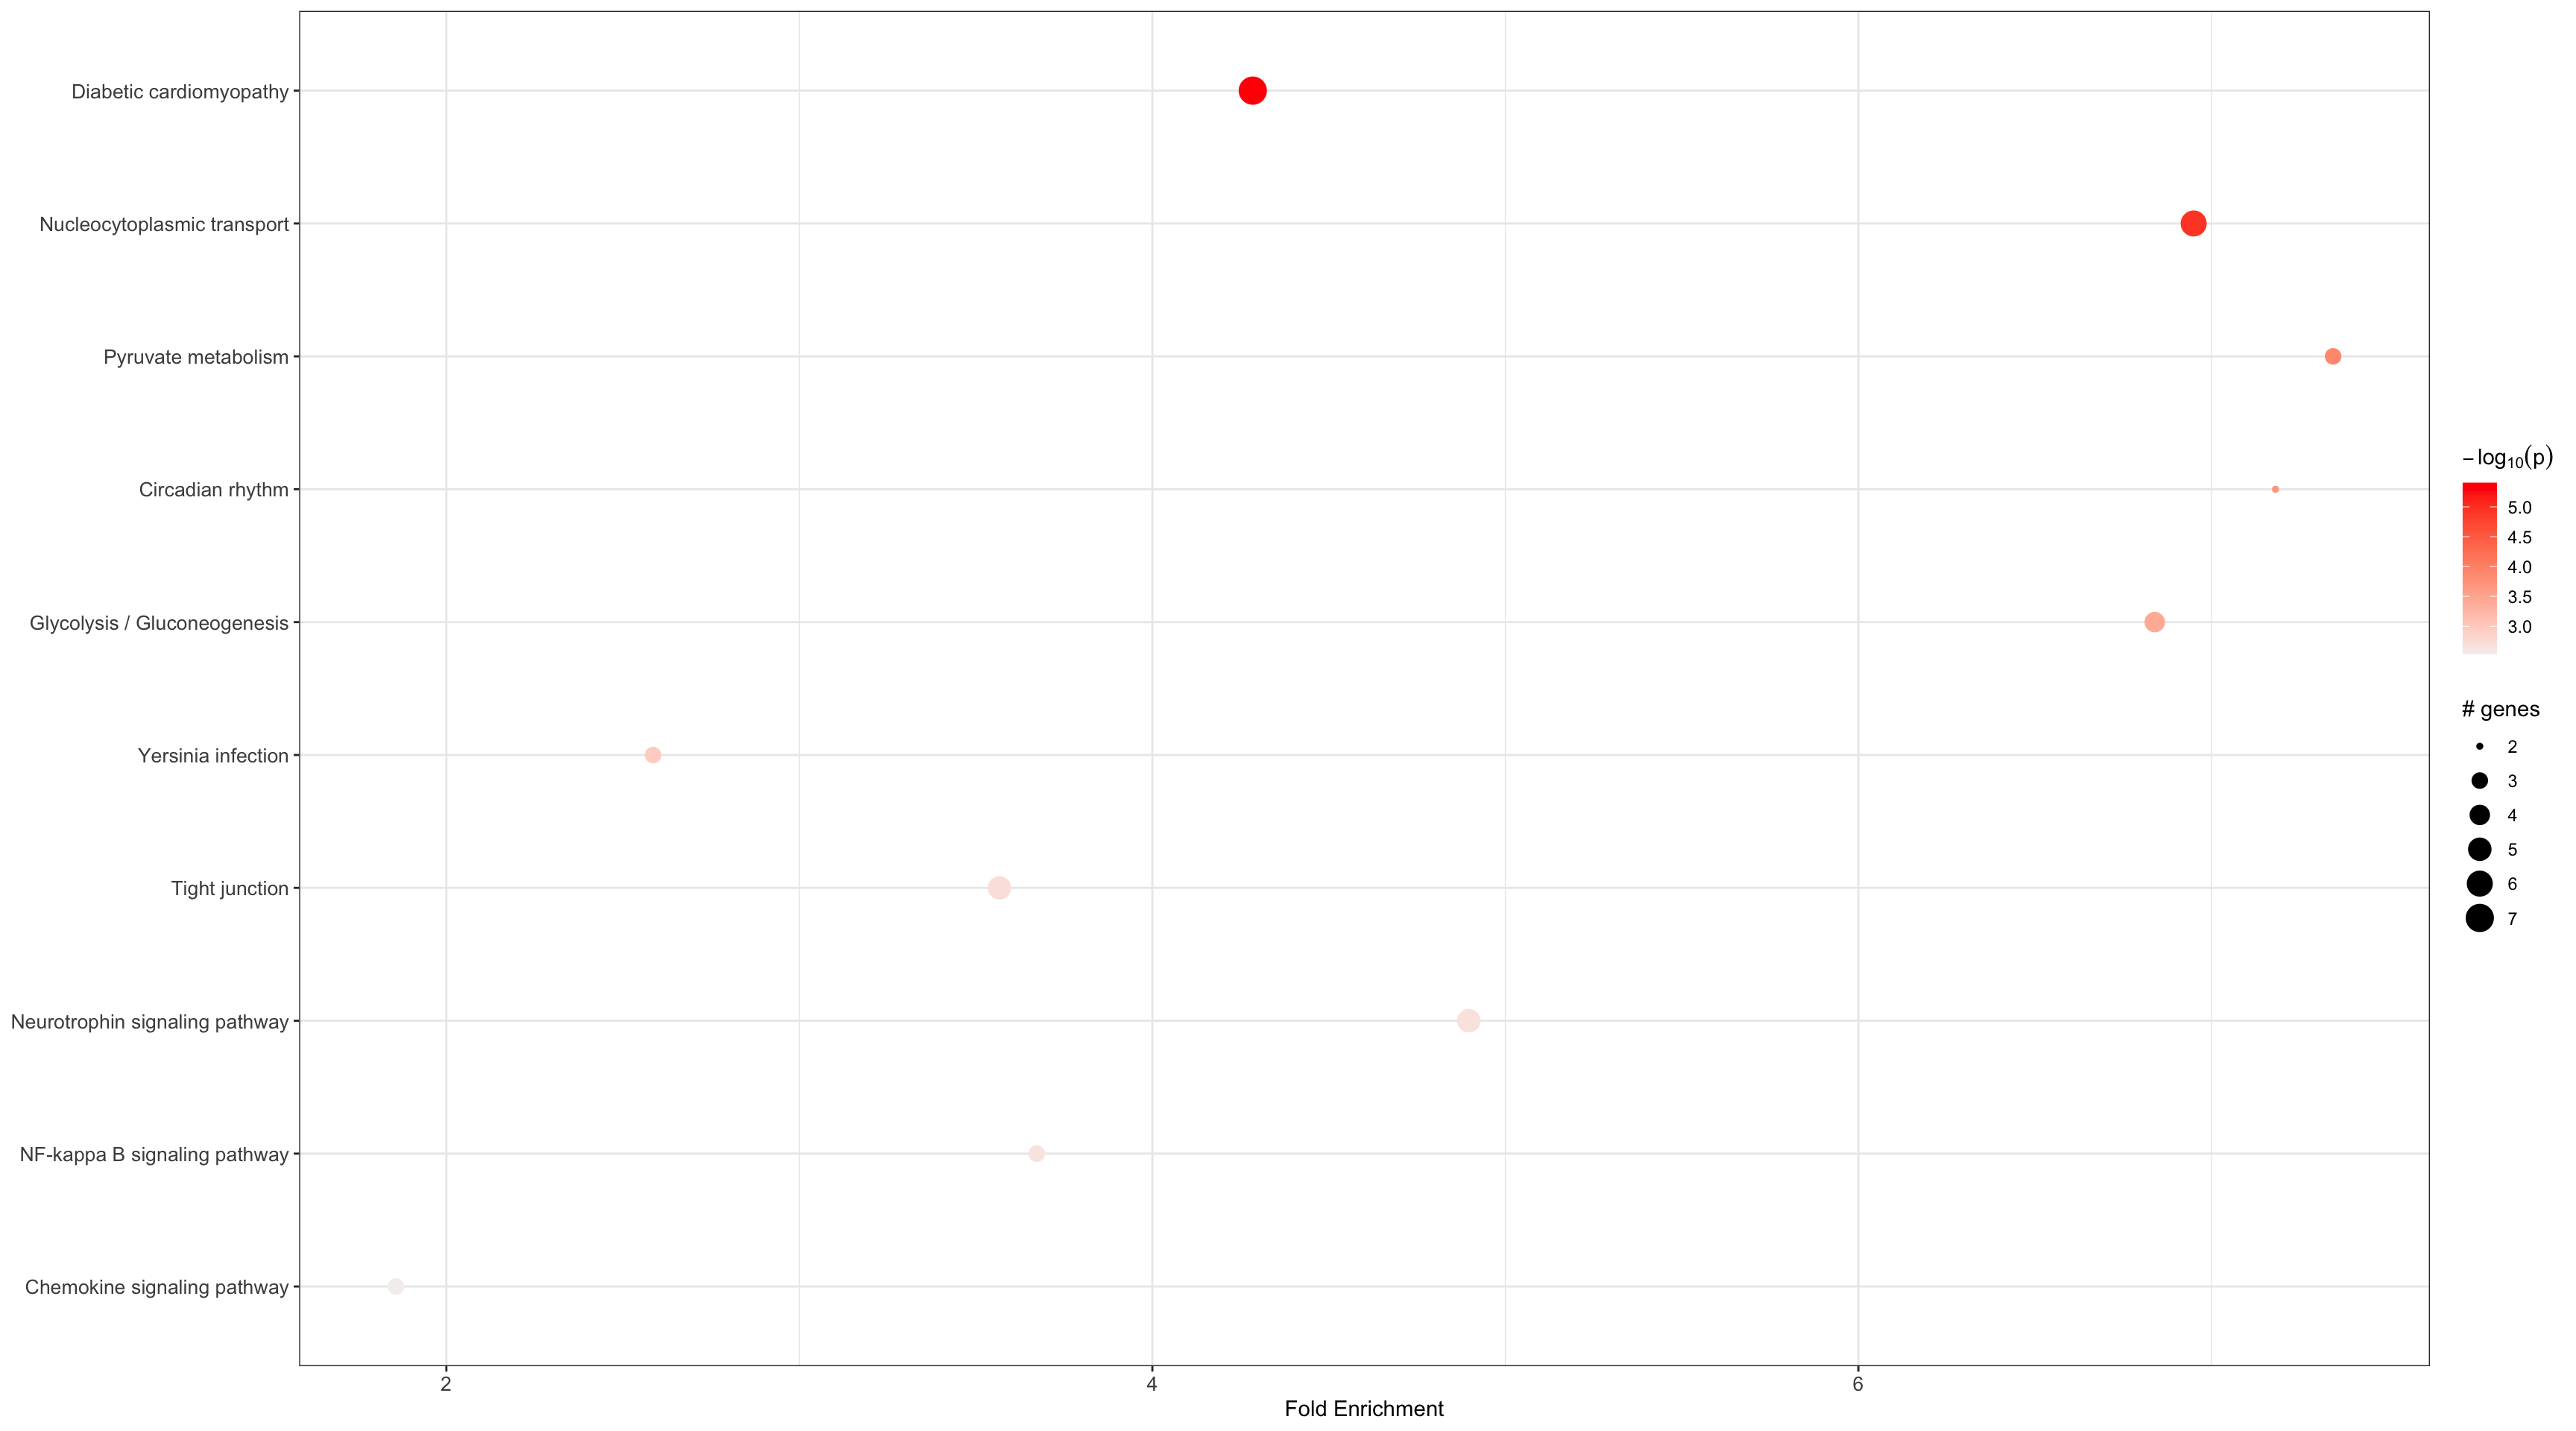 Diabetic cardiomyopathy
Nucleocytoplasmic transport
Pyruvate metabolism
Circadian rhythm
Glycolysis / Gluconeogenesis
Yersinia infection
Tight junction
Neurotrophin signaling pathway
NF-kappa B signaling pathway
Chemokine signaling pathway
2 4 6
Fold Enrichment
−log₁₀(p)
5.0
4.5
4.0
3.5
3.0
# genes
2
3
4
5
6
7